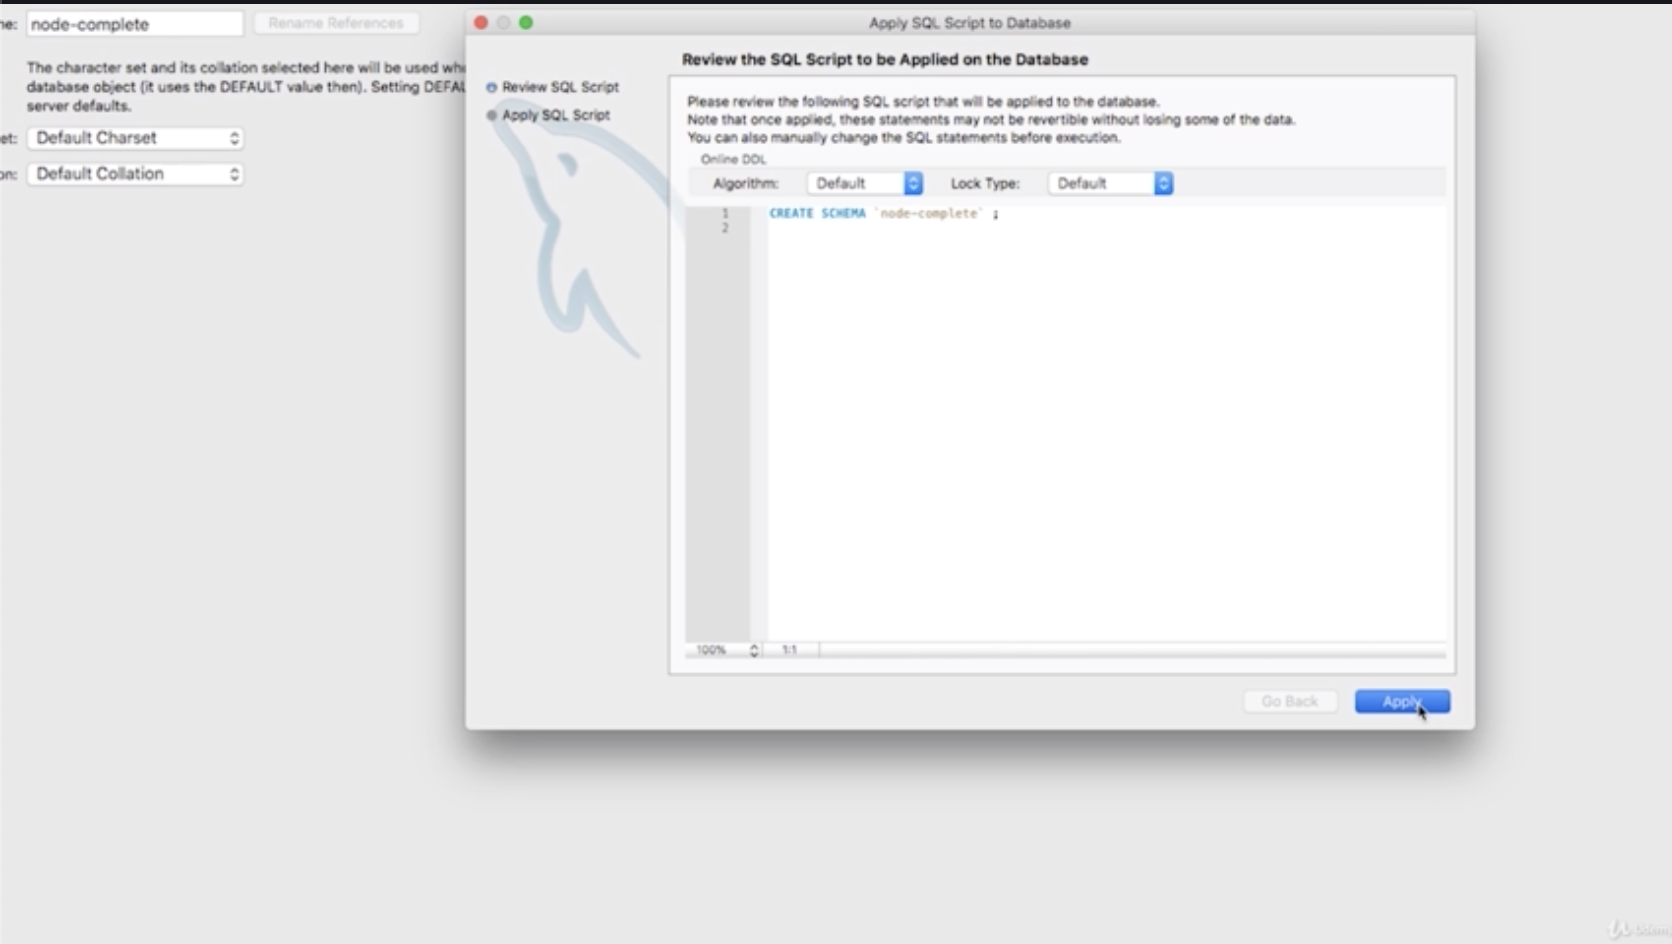 ne: node-complete Rename References
The character set and its collation selected here will be used wh
database object (it uses the DEFAULT value then). Setting DEFAU
server defaults.
et: Default Charset
on: Default Collation
Apply SQL Script to Database
Review the SQL Script to be Applied on the Database
Review SQL Script
Apply SQL Script
Please review the following SQL script that will be applied to the database.
Note that once applied, these statements may not be revertible without losing some of the data.
You can also manually change the SQL statements before execution.
Online DDL
Algorithm: Default Lock Type: Default
1 CREATE SCHEMA `node-complete` ;
2
100% 1:1
Go Back Apply